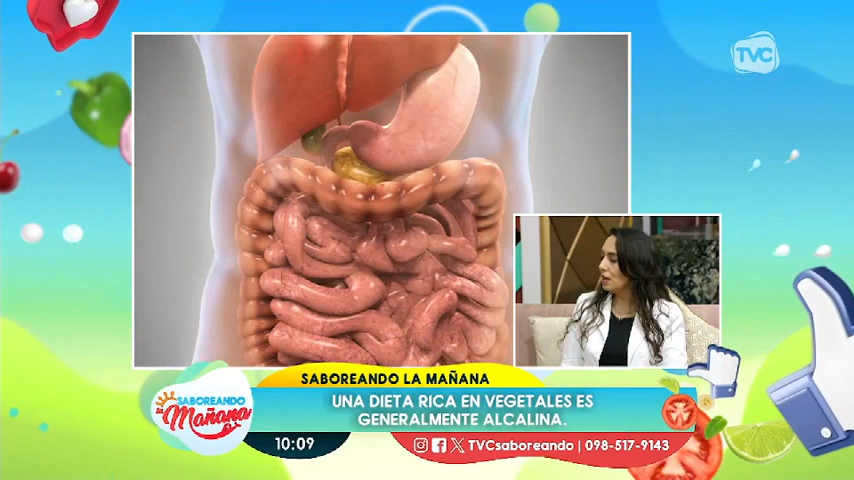 TVC
SABOREANDO LA MAÑANA
SABOREANDO
Mañana
UNA DIETA RICA EN VEGETALES ES
GENERALMENTE ALCALINA.
10:09
TVCsaboreando | 098-517-9143